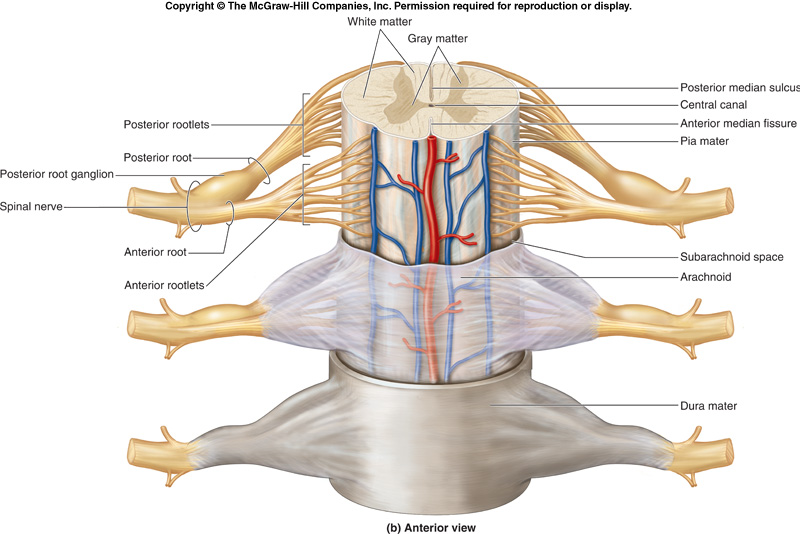 Copyright © The McGraw-Hill Companies, Inc. Permission required for reproduction or display.
White matter
Gray matter
Posterior median sulcus
Central canal
Anterior median fissure
Pia mater
Posterior rootlets
Posterior root
Posterior root ganglion
Spinal nerve
Anterior root
Anterior rootlets
Subarachnoid space
Arachnoid
Dura mater
(b) Anterior view